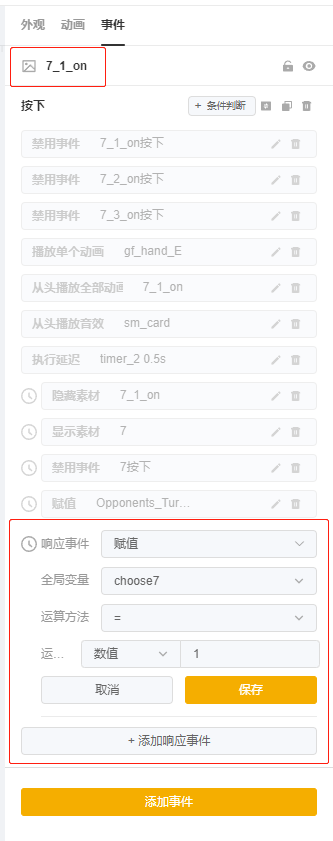 外观 动画 事件
7_1_on
按下 + 条件判断
禁用事件 7_1_on按下
禁用事件 7_2_on按下
禁用事件 7_3_on按下
播放单个动画 gf_hand_E
从头播放全部动画 7_1_on
从头播放音效 sm_card
执行延迟 timer_2 0.5s
隐藏素材 7_1_on
显示素材 7
禁用事件 7按下
赋值 Opponents_Tur...
响应事件 赋值
全局变量 choose7
运算方法 =
运... 数值 1
取消 保存
+ 添加响应事件
添加事件